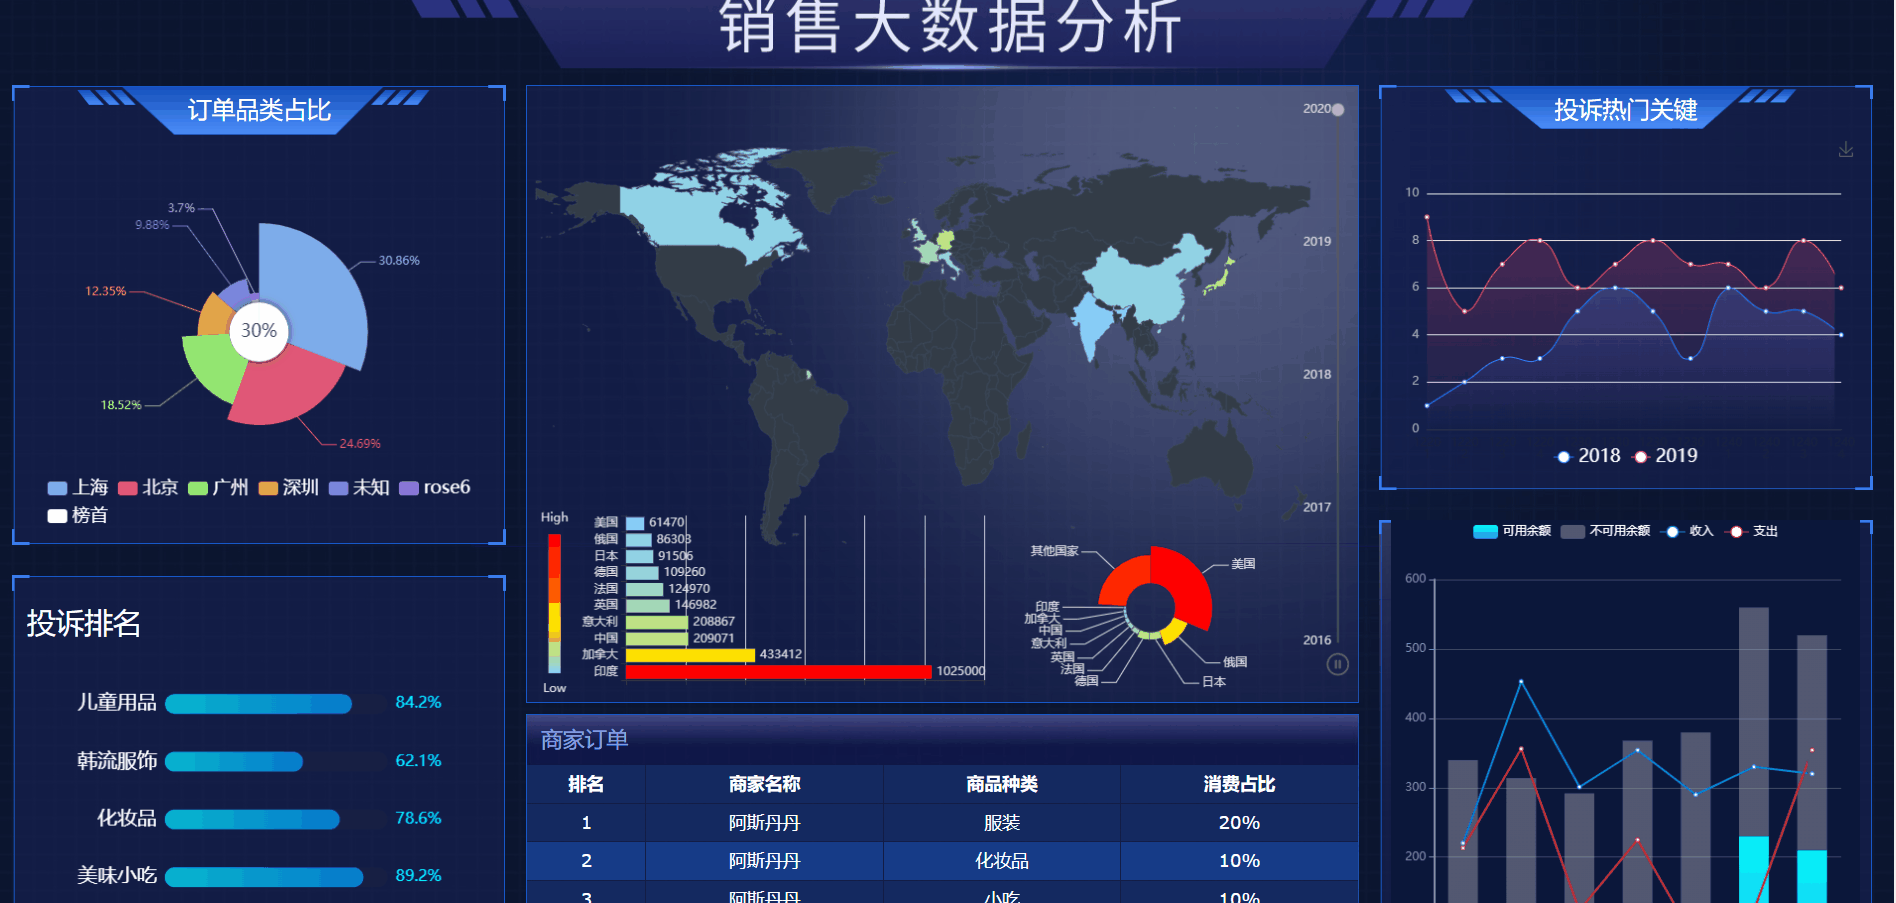 销售大数据分析
订单品类占比
3.7%
9.88%
30.86%
12.35%
30%
18.52%
24.69%
上海 北京 广州 深圳 未知 rose6
榜首
投诉排名
儿童用品 84.2%
韩流服饰 62.1%
化妆品 78.6%
美味小吃 89.2%
2020
2019
2018
2017
2016
High
Low
美国 61470
俄国 86303
日本 91506
德国 109260
法国 124970
英国 146982
意大利 208867
中国 209071
加拿大 433412
印度 1025000
其他国家
美国
印度
加拿大
中国
意大利
英国
法国
德国
俄国
日本
商家订单
排名 商家名称 商品种类 消费占比
1 阿斯丹丹 服装 20%
2 阿斯丹丹 化妆品 10%
3 阿斯丹丹 小吃 10%
投诉热门关键
10
8
6
4
2
0
2018 2019
可用余额 不可用余额 收入 支出
600
500
400
300
200